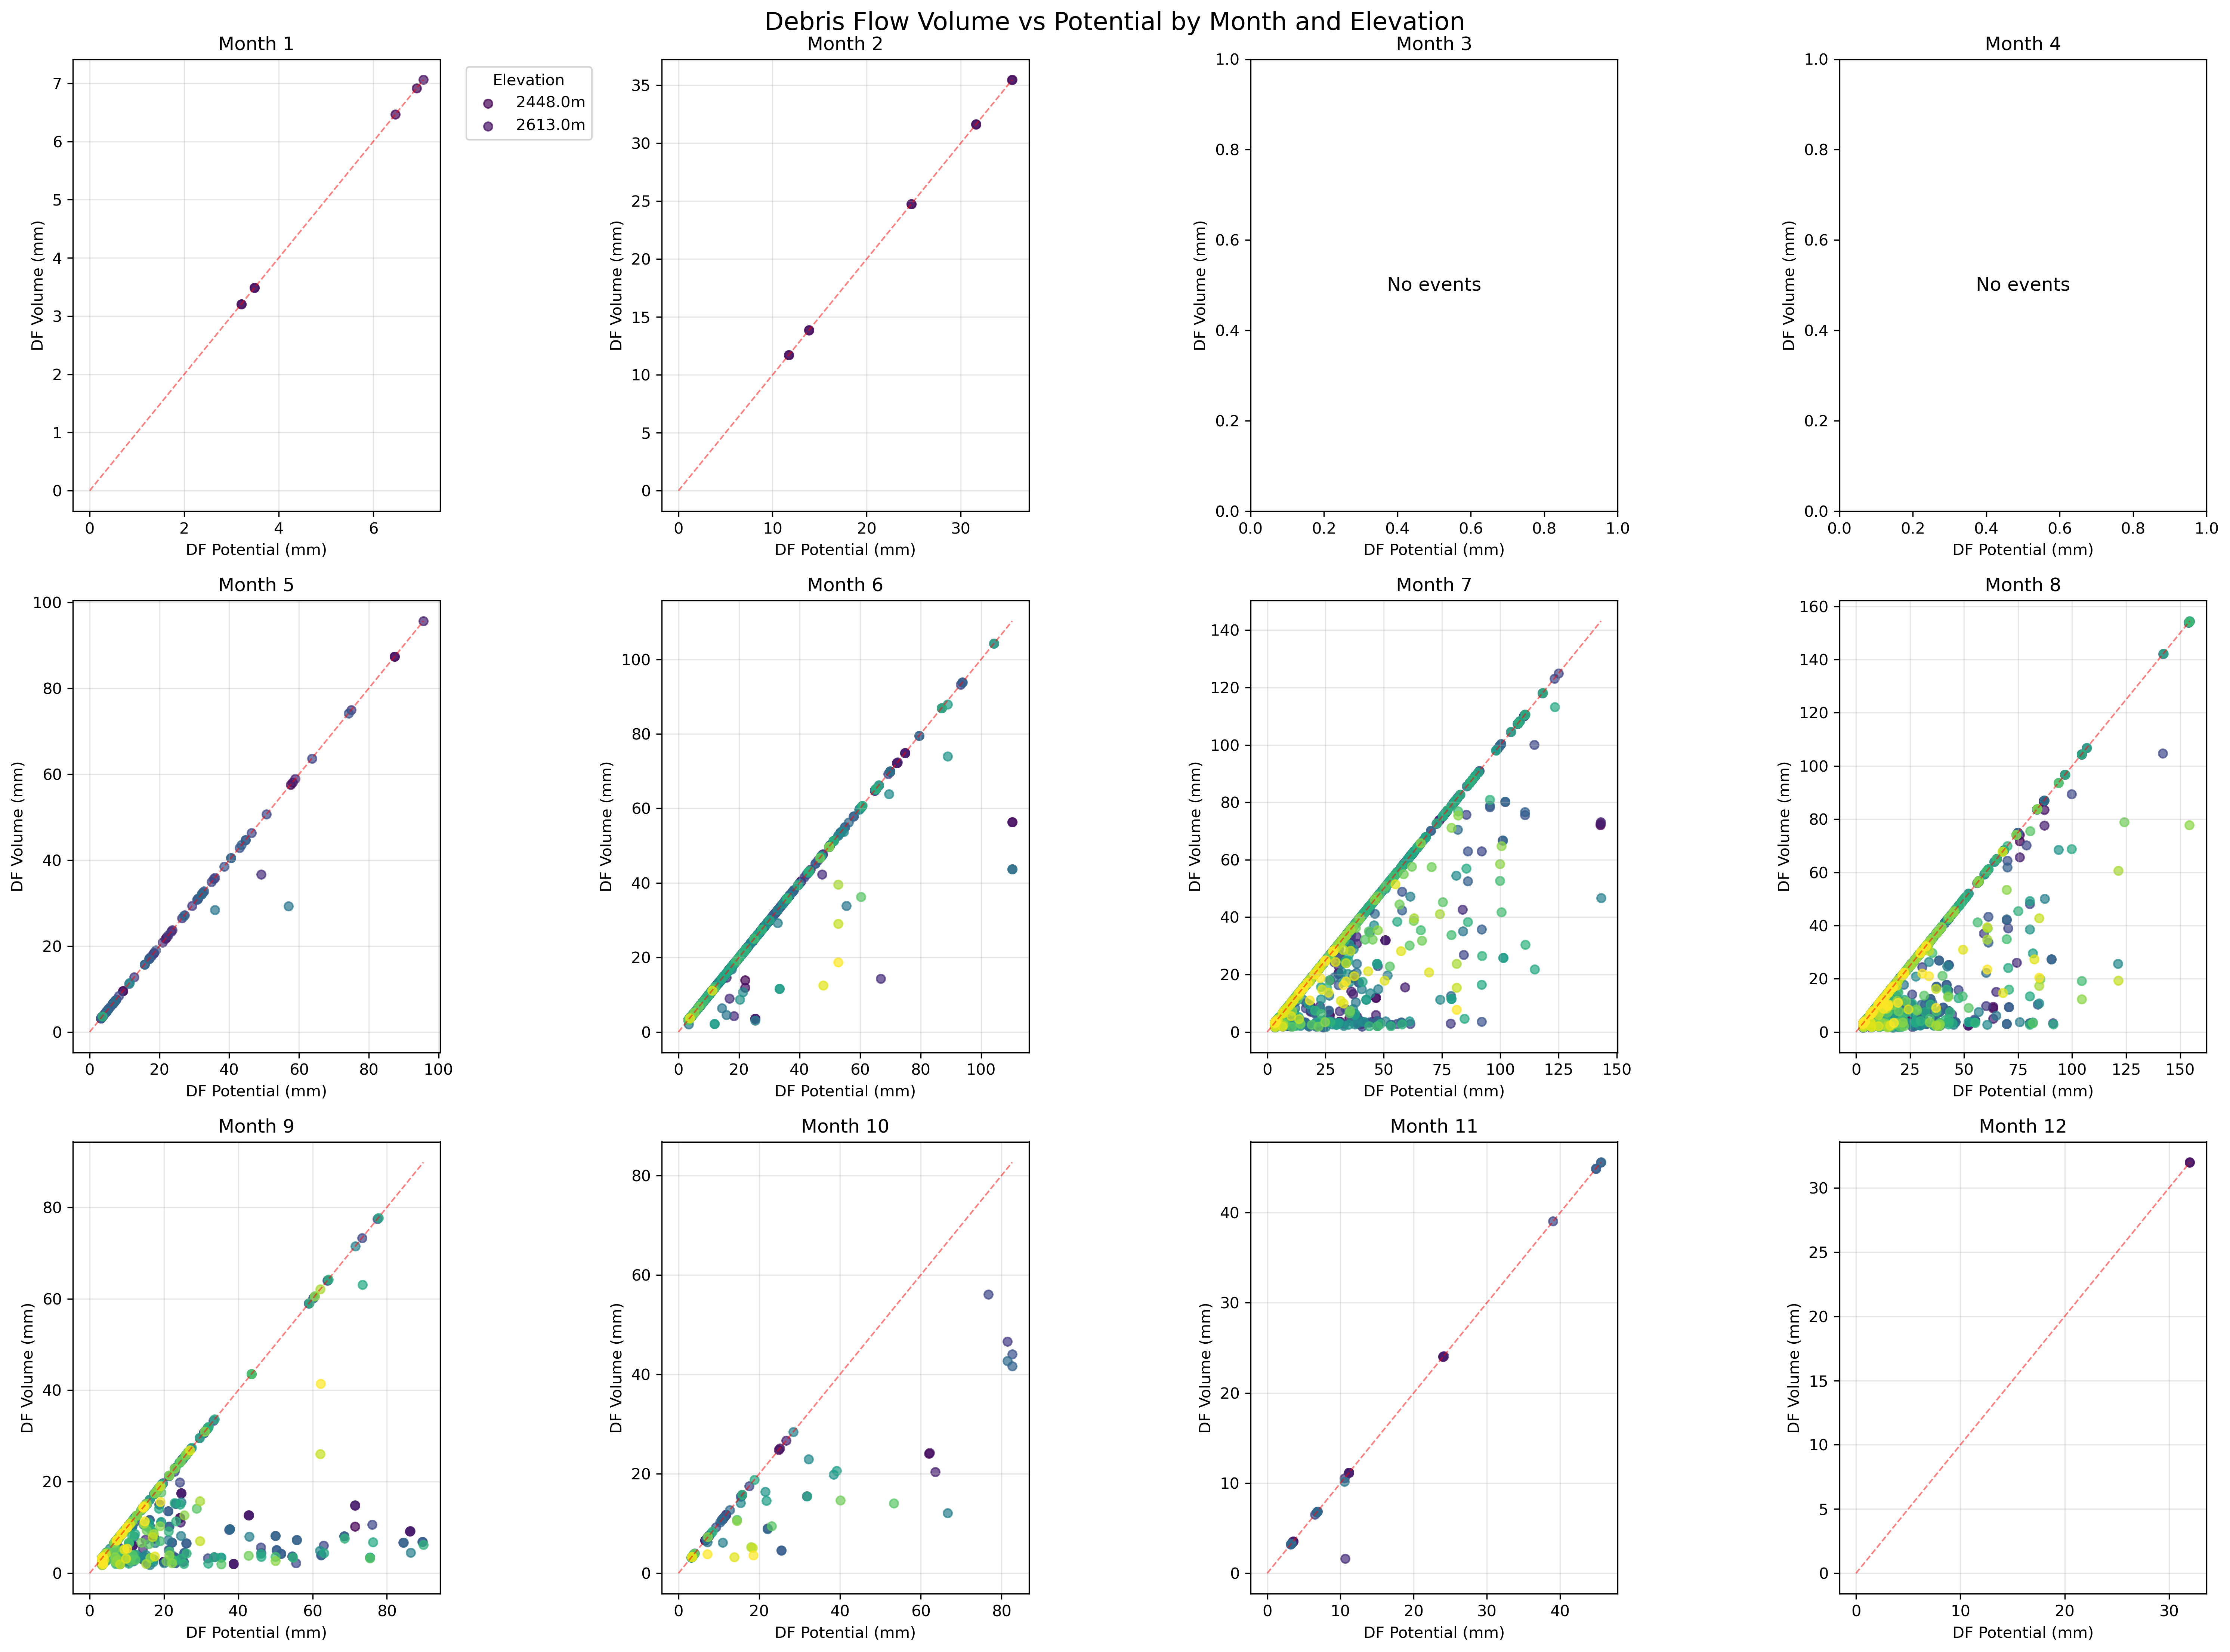 Debris Flow Volume vs Potential by Month and Elevation
Month 1
7
6
5
4
3
2
1
0
0 2 4 6
DF Volume (mm)
DF Potential (mm)
Elevation
2448.0m
2613.0m
Month 2
35
30
25
20
15
10
5
0
0 10 20 30
DF Volume (mm)
DF Potential (mm)
Month 3
1.0
0.8
0.6
0.4
0.2
0.0
0.0 0.2 0.4 0.6 0.8 1.0
No events
DF Volume (mm)
DF Potential (mm)
Month 4
1.0
0.8
0.6
0.4
0.2
0.0
0.0 0.2 0.4 0.6 0.8 1.0
No events
DF Volume (mm)
DF Potential (mm)
Month 5
100
80
60
40
20
0
0 20 40 60 80 100
DF Volume (mm)
DF Potential (mm)
Month 6
100
80
60
40
20
0
0 20 40 60 80 100
DF Volume (mm)
DF Potential (mm)
Month 7
140
120
100
80
60
40
20
0
0 25 50 75 100 125 150
DF Volume (mm)
DF Potential (mm)
Month 8
160
140
120
100
80
60
40
20
0
0 25 50 75 100 125 150
DF Volume (mm)
DF Potential (mm)
Month 9
80
60
40
20
0
0 20 40 60 80
DF Volume (mm)
DF Potential (mm)
Month 10
80
60
40
20
0
0 20 40 60 80
DF Volume (mm)
DF Potential (mm)
Month 11
40
30
20
10
0
0 10 20 30 40
DF Volume (mm)
DF Potential (mm)
Month 12
30
25
20
15
10
5
0
0 10 20 30
DF Volume (mm)
DF Potential (mm)